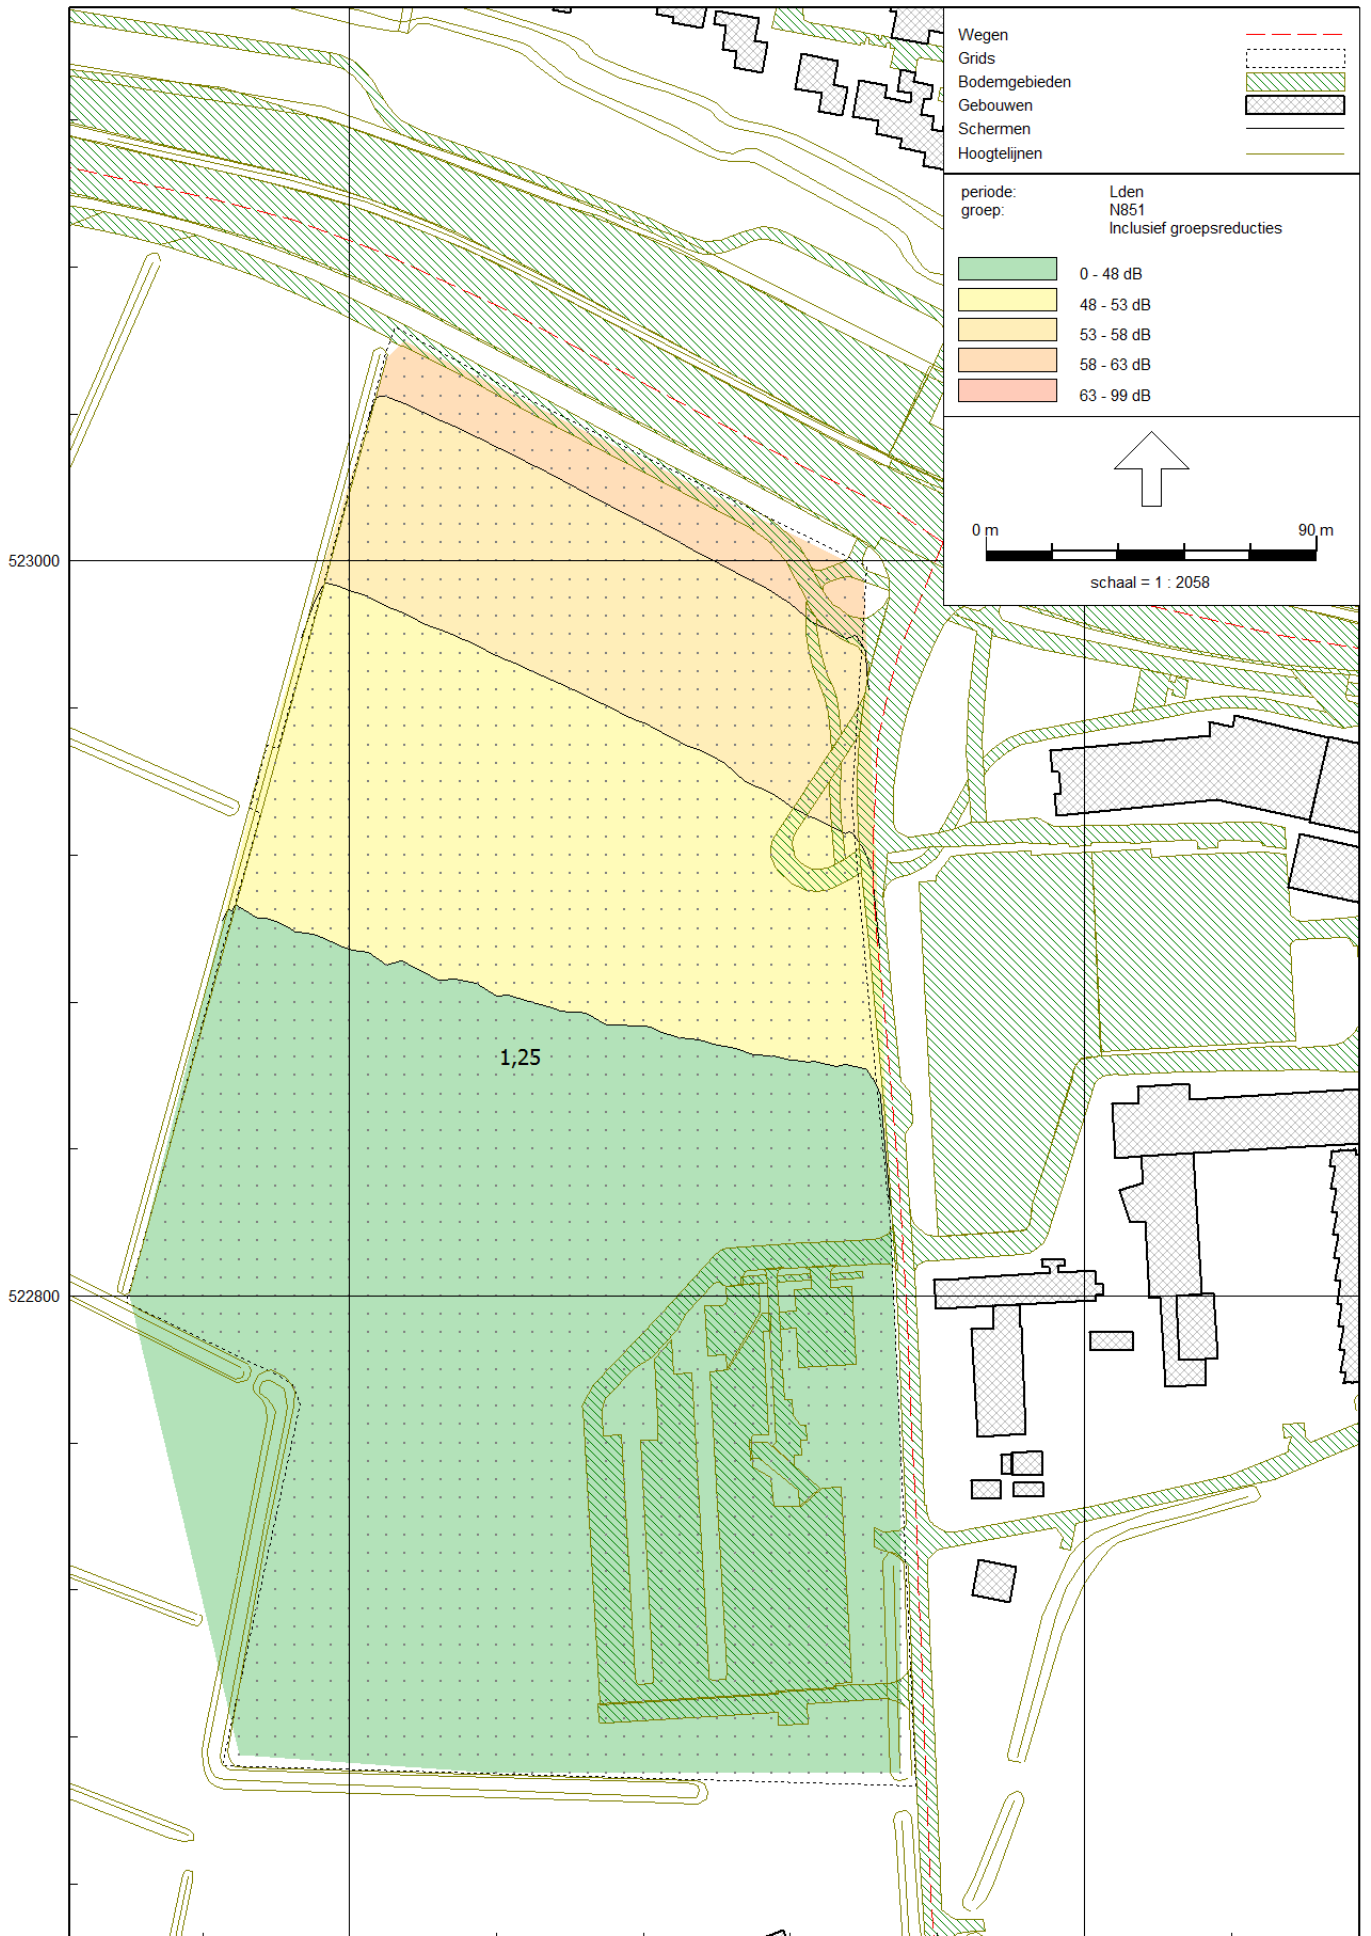 Wegen
Grids
Bodemgebieden
Gebouwen
Schermen
Hoogtelijnen
periode: Lden
groep: N851
Inclusief groepsreducties
0 - 48 dB
48 - 53 dB
53 - 58 dB
58 - 63 dB
63 - 99 dB
0 m 90 m
schaal = 1 : 2058
523000
1,25
522800